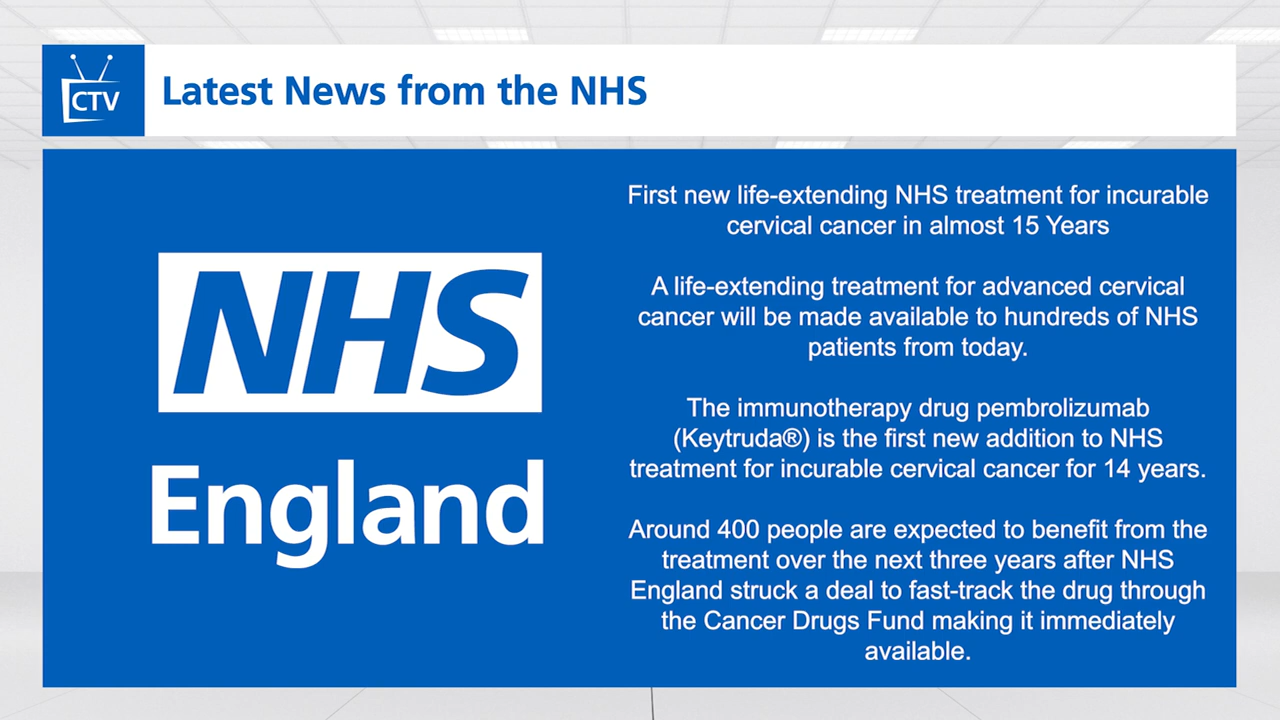 CTV
Latest News from the NHS
NHS
England
First new life-extending NHS treatment for incurable
cervical cancer in almost 15 Years
A life-extending treatment for advanced cervical
cancer will be made available to hundreds of NHS
patients from today.
The immunotherapy drug pembrolizumab
(Keytruda®) is the first new addition to NHS
treatment for incurable cervical cancer for 14 years.
Around 400 people are expected to benefit from the
treatment over the next three years after NHS
England struck a deal to fast-track the drug through
the Cancer Drugs Fund making it immediately
available.